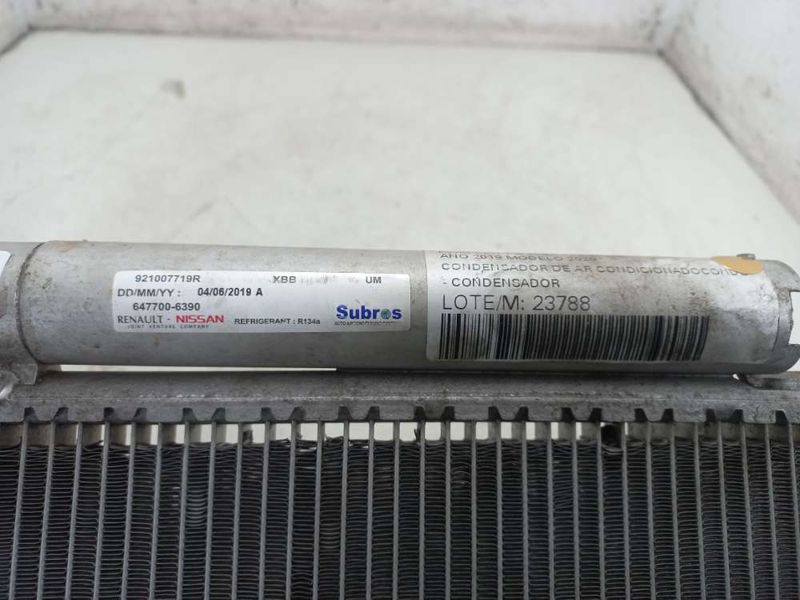 921007719R XBB UM
DD/MM/YY : 04/06/2019 A
647700-6390
RENAULT - NISSAN REFRIGERANT : R134a
JOINT VENTURE COMPANY
Subros
ANO 2019 MODELO 2020
CONDENSADOR DE AR CONDICIONADOCOND
- CONDENSADOR
LOTE/M: 23788